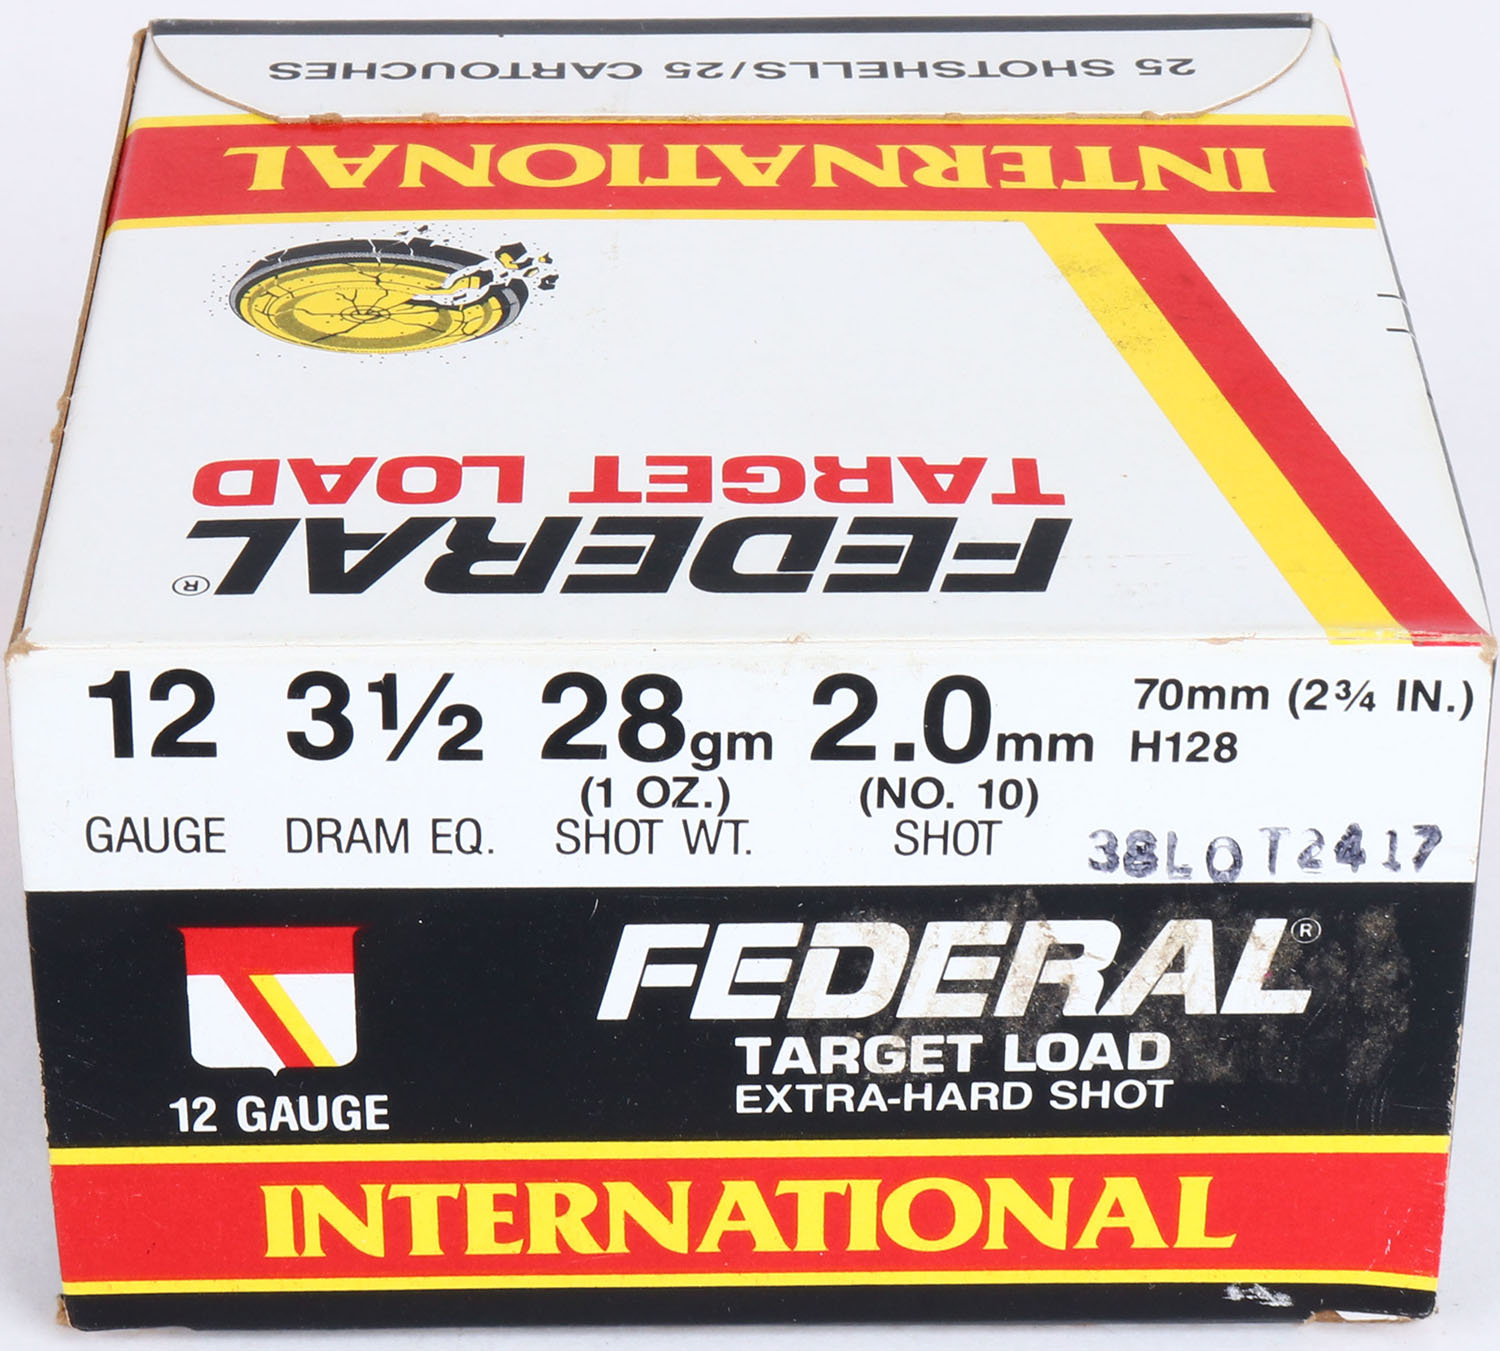 25 SHOTSHELLS/25 CARTOUCHES
INTERNATIONAL
TARGET LOAD
FEDERAL®
12 3½ 28gm 2.0mm 70mm (2¾ IN.)
H128
(1 OZ.) (NO. 10)
GAUGE DRAM EQ. SHOT WT. SHOT
38LOT2417
FEDERAL®
TARGET LOAD
EXTRA-HARD SHOT
12 GAUGE
INTERNATIONAL